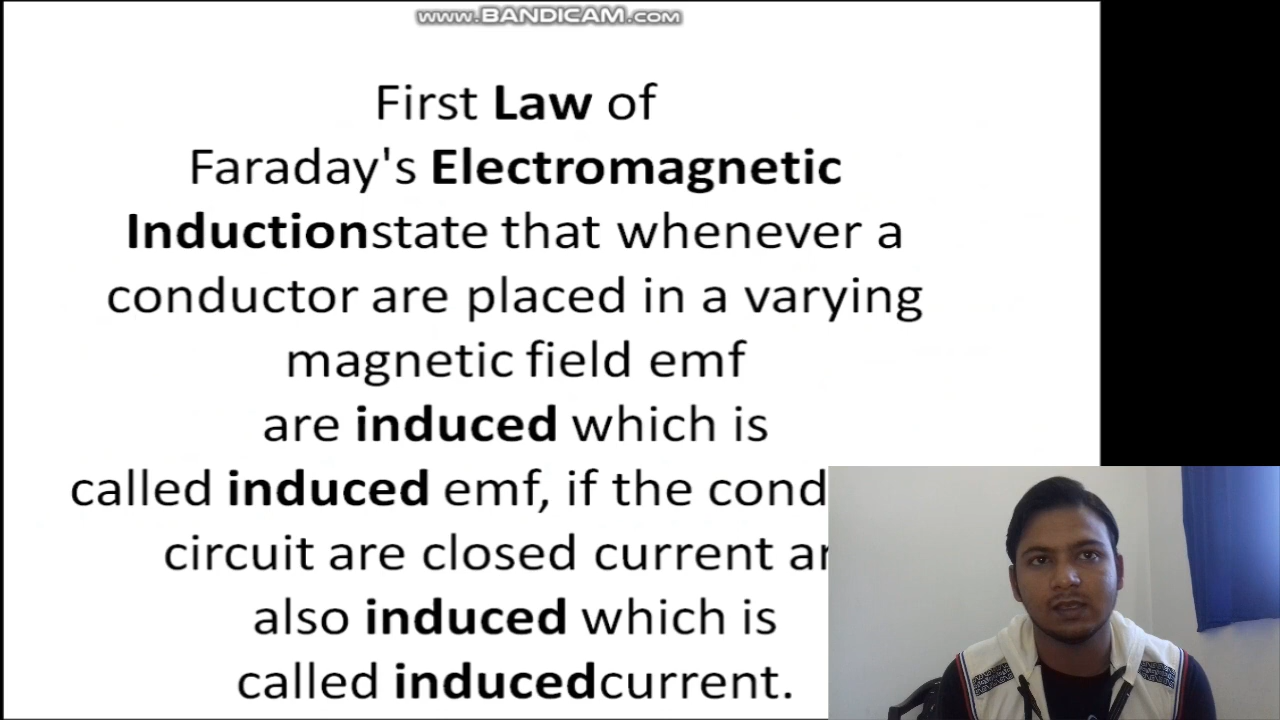 www.BANDICAM.com
First Law of
Faraday's Electromagnetic
Inductionstate that whenever a
conductor are placed in a varying
magnetic field emf
are induced which is
called induced emf, if the
circuit are closed current
also induced which is
called inducedcurrent.